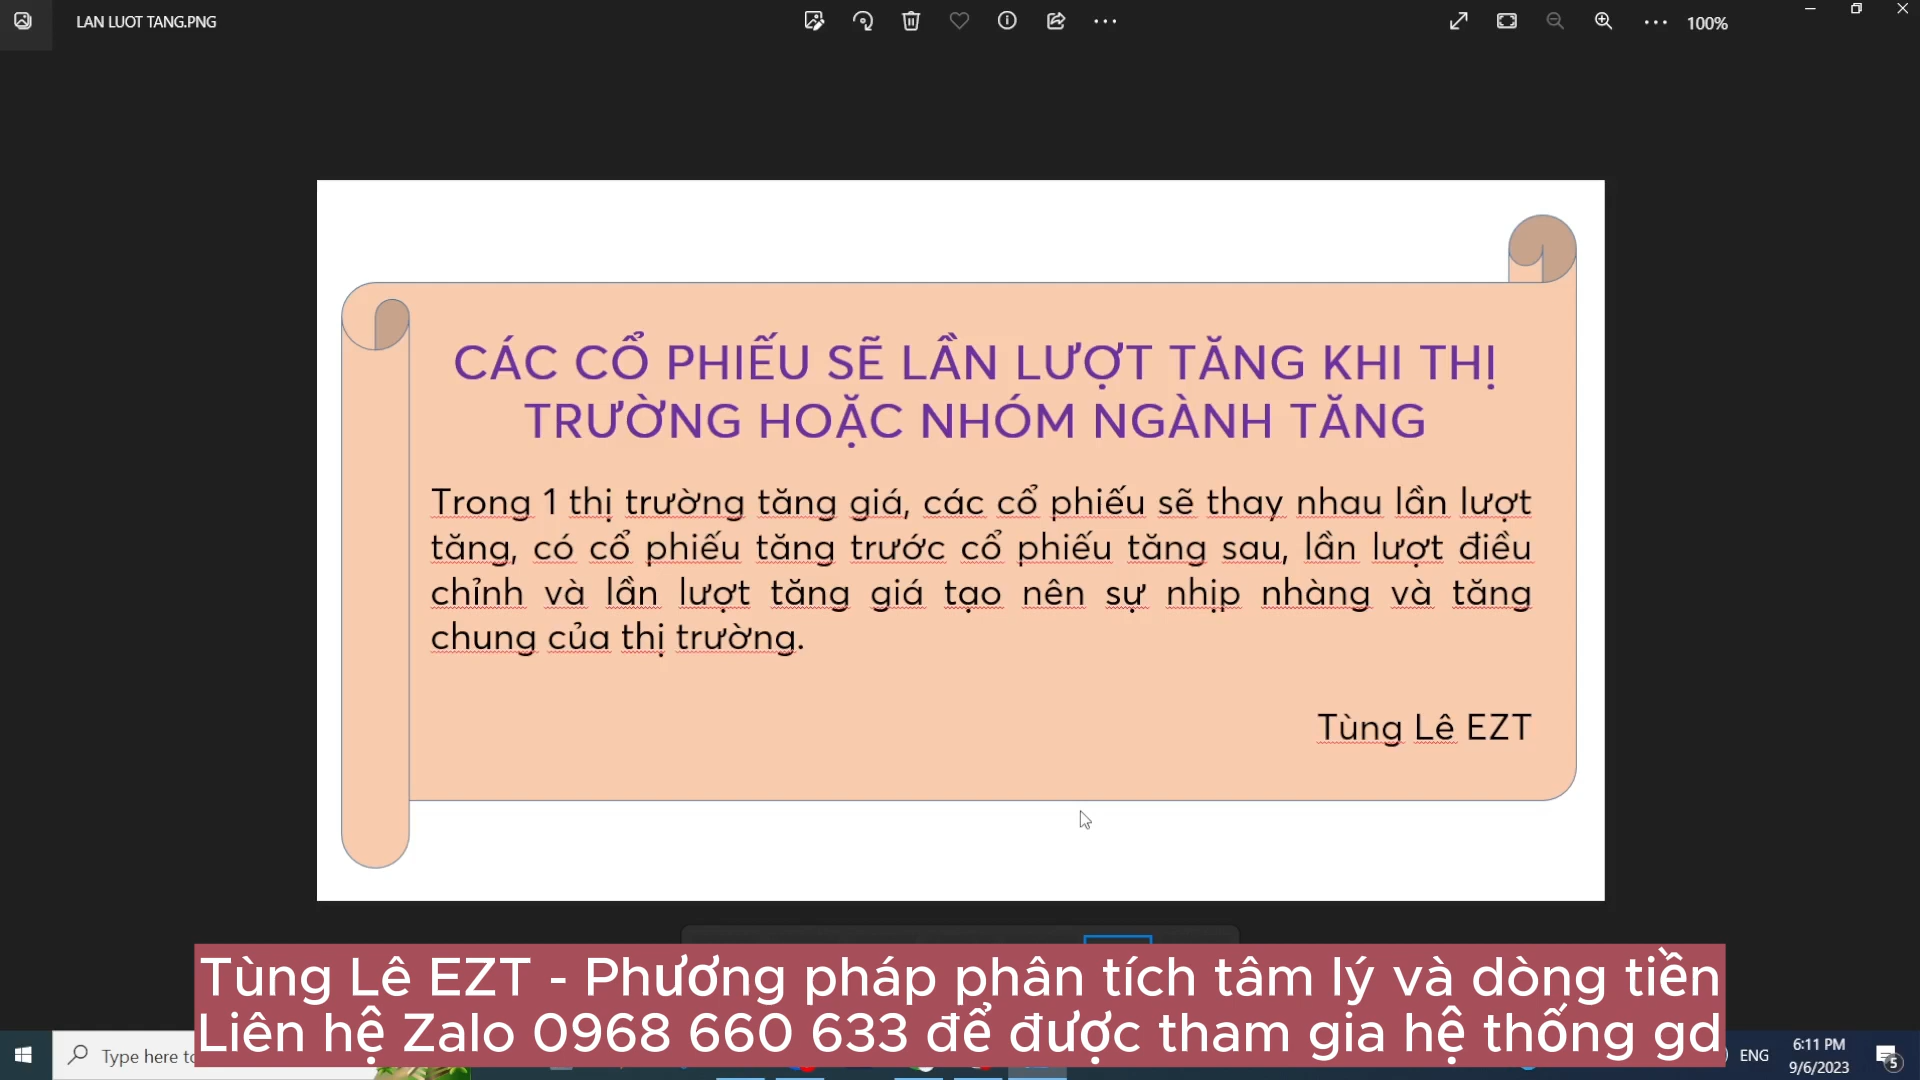 LAN LUOT TANG.PNG
100%
CÁC CỔ PHIẾU SẼ LẦN LƯỢT TĂNG KHI THỊ
TRƯỜNG HOẶC NHÓM NGÀNH TĂNG
Trong 1 thị trường tăng giá, các cổ phiếu sẽ thay nhau lần lượt
tăng, có cổ phiếu tăng trước cổ phiếu tăng sau, lần lượt điều
chỉnh và lần lượt tăng giá tạo nên sự nhịp nhàng và tăng
chung của thị trường.
Tùng Lê EZT
Tùng Lê EZT - Phương pháp phân tích tâm lý và dòng tiền
Liên hệ Zalo 0968 660 633 để được tham gia hệ thống gd
Type here
ENG
6:11 PM
9/6/2023
5